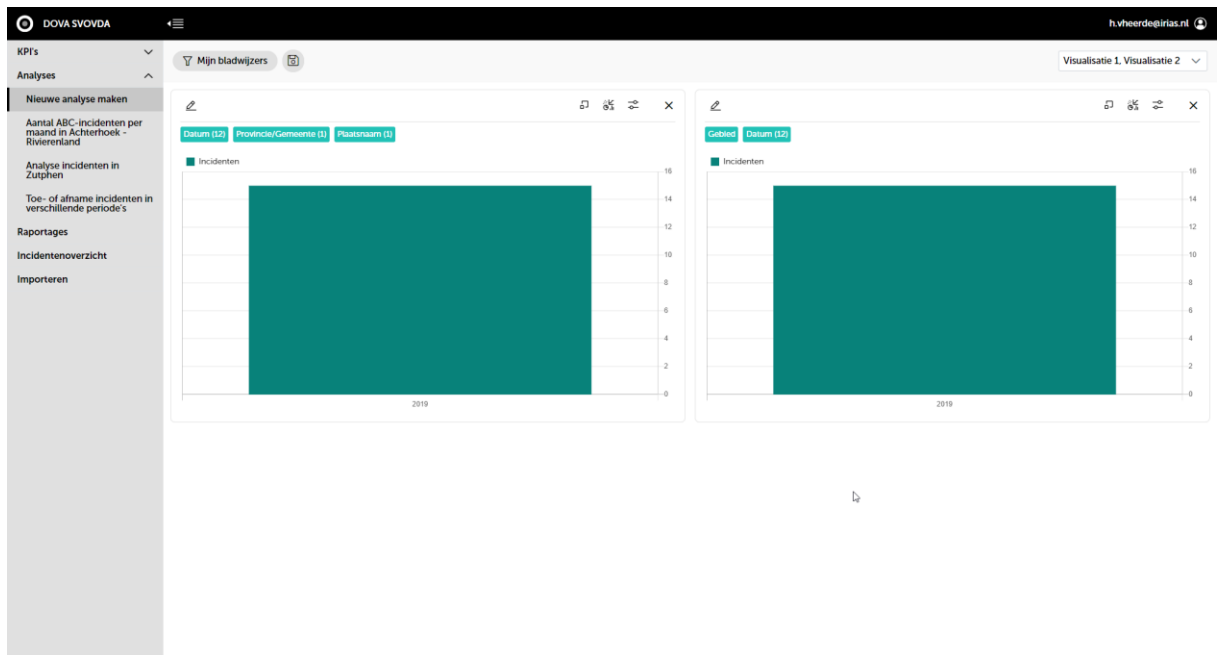 DOVA SVOVDA
h.vheerde@irias.nl
KPI's
Analyses
Nieuwe analyse maken
Aantal ABC-incidenten per
maand in Achterhoek -
Rivierenland
Analyse incidenten in
Zutphen
Toe- of afname incidenten in
verschillende periode's
Raportages
Incidentenoverzicht
Importeren
Mijn bladwijzers
Visualisatie 1, Visualisatie 2
Datum (12) Provincie/Gemeente (1) Plaatsnaam (1)
Incidenten
16
14
12
10
8
6
4
2
0
2019
Gebied Datum (12)
Incidenten
16
14
12
10
8
6
4
2
0
2019